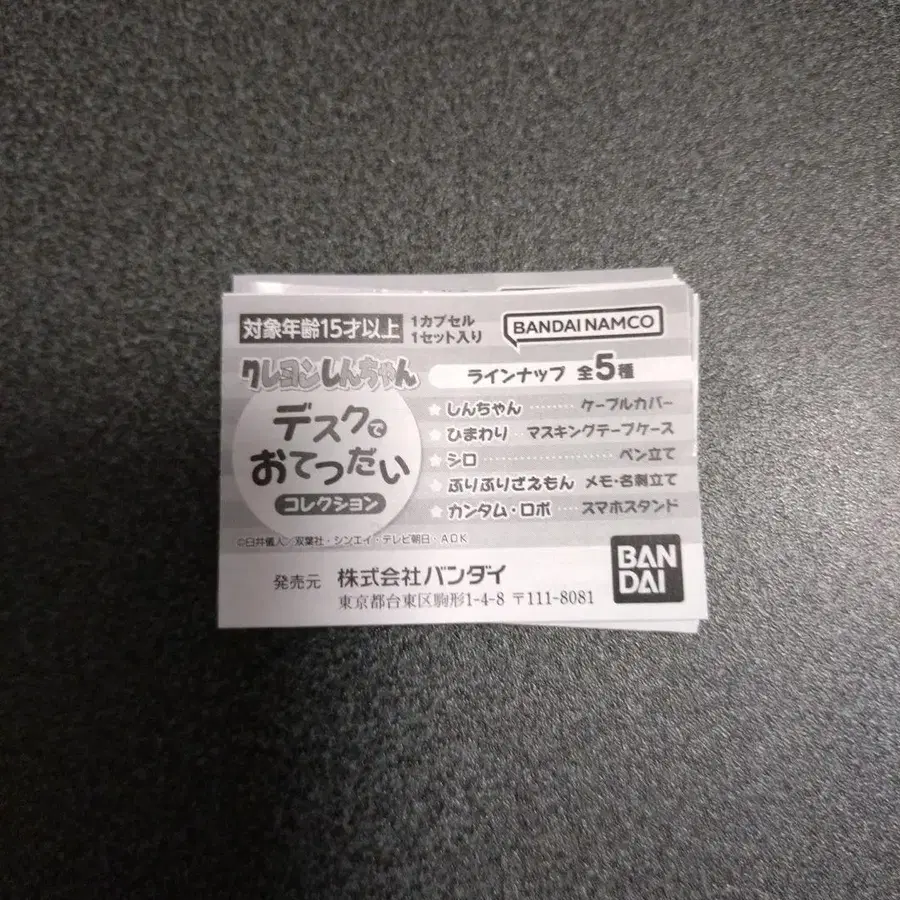 対象年齢15才以上
1カプセル
1セット入り
BANDAI NAMCO
クレヨンしんちゃん
デスクで
おてつだい
コレクション
ラインナップ 全5種
しんちゃん ········ ケーブルカバー
ひまわり ·· マスキングテープケース
シロ ···················· ペン立て
ぶりぶりざえもん メモ・名刺立て
カンタム・ロボ ···· スマホスタンド
©臼井儀人/双葉社・シンエイ・テレビ朝日・ADK
発売元 株式会社バンダイ
東京都台東区駒形1-4-8 〒111-8081
BAN
DAI